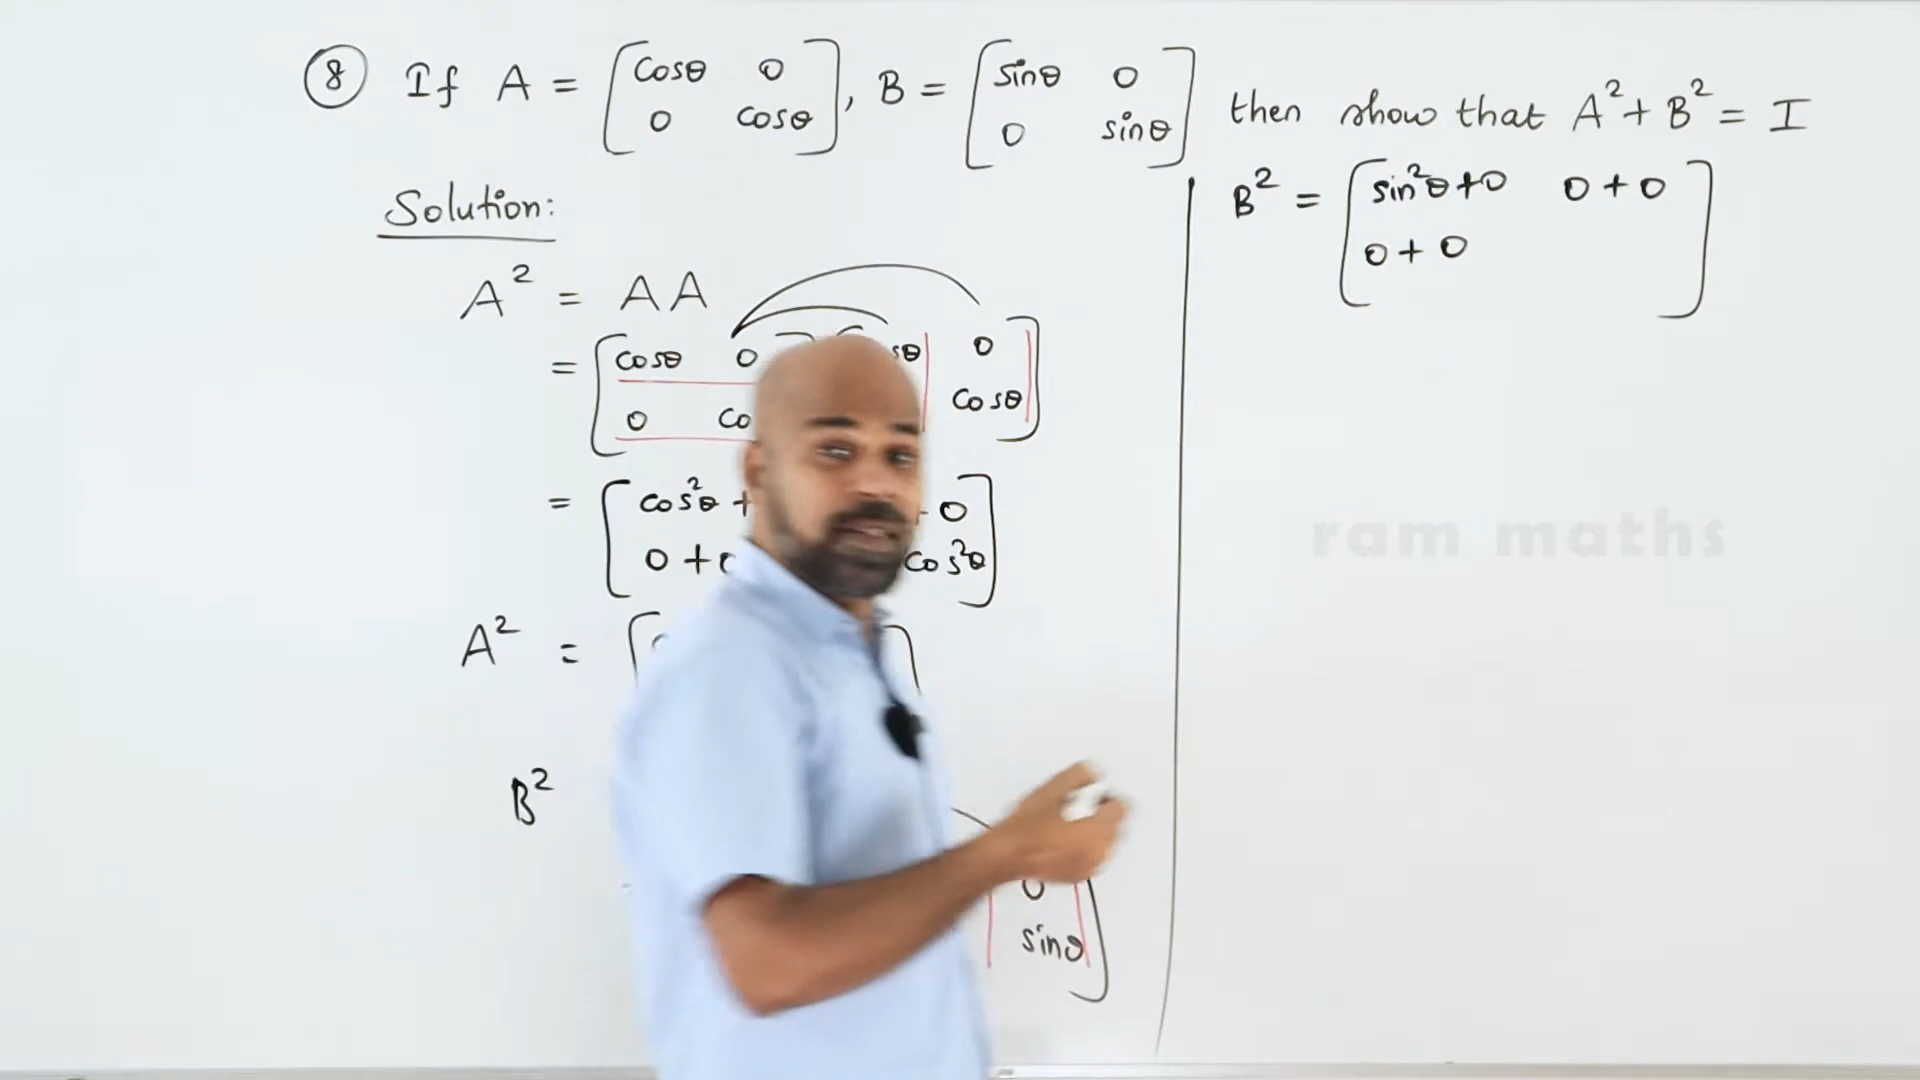 ⑧ If A = [cosθ 0
0 cosθ], B = [sinθ 0
0 sinθ] then show that A² + B² = I
Solution:
A² = AA
= [cosθ 0
0 0
cosθ]
= [cos²θ + 0
0 + cos²θ]
A² =
B²
0
sinθ
B² = [sin²θ+0 0+0
0+0 ]
ram maths